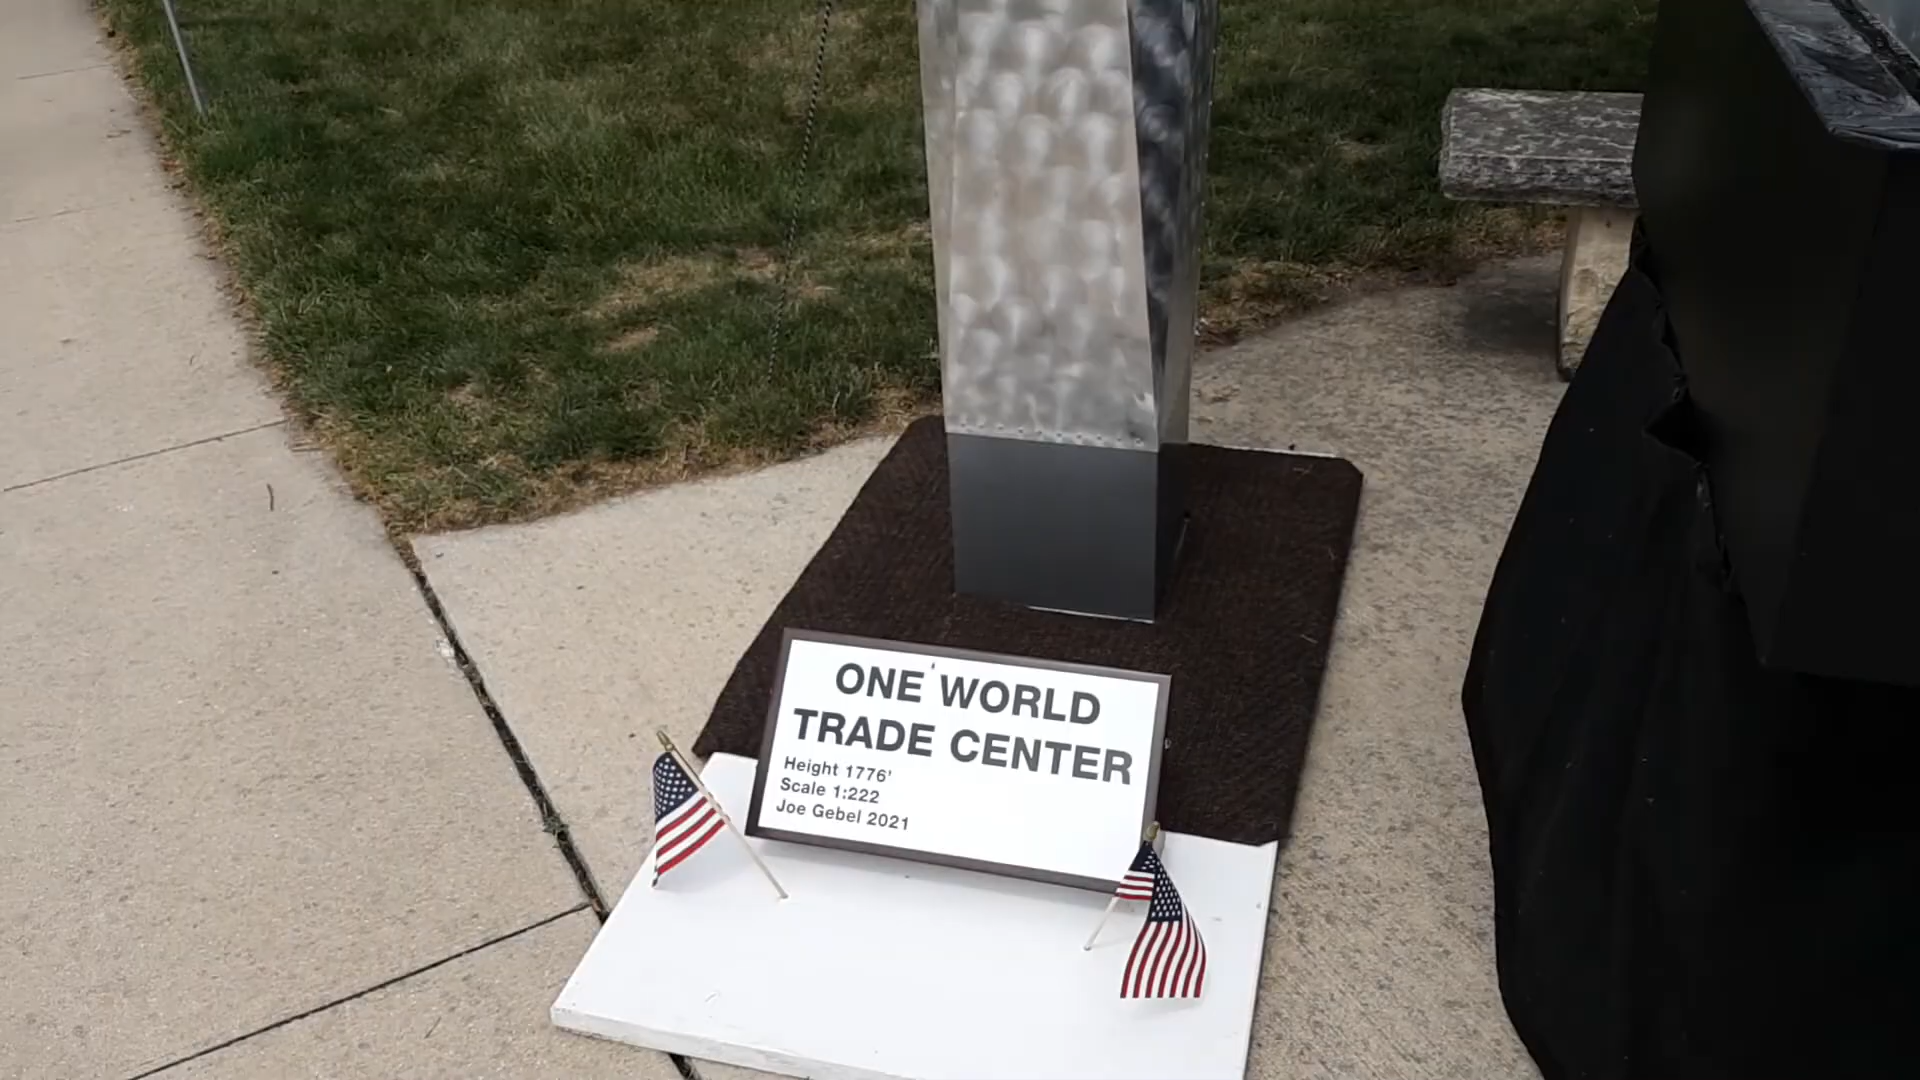 ONE WORLD
TRADE CENTER
Height 1776'
Scale 1:222
Joe Gebel 2021